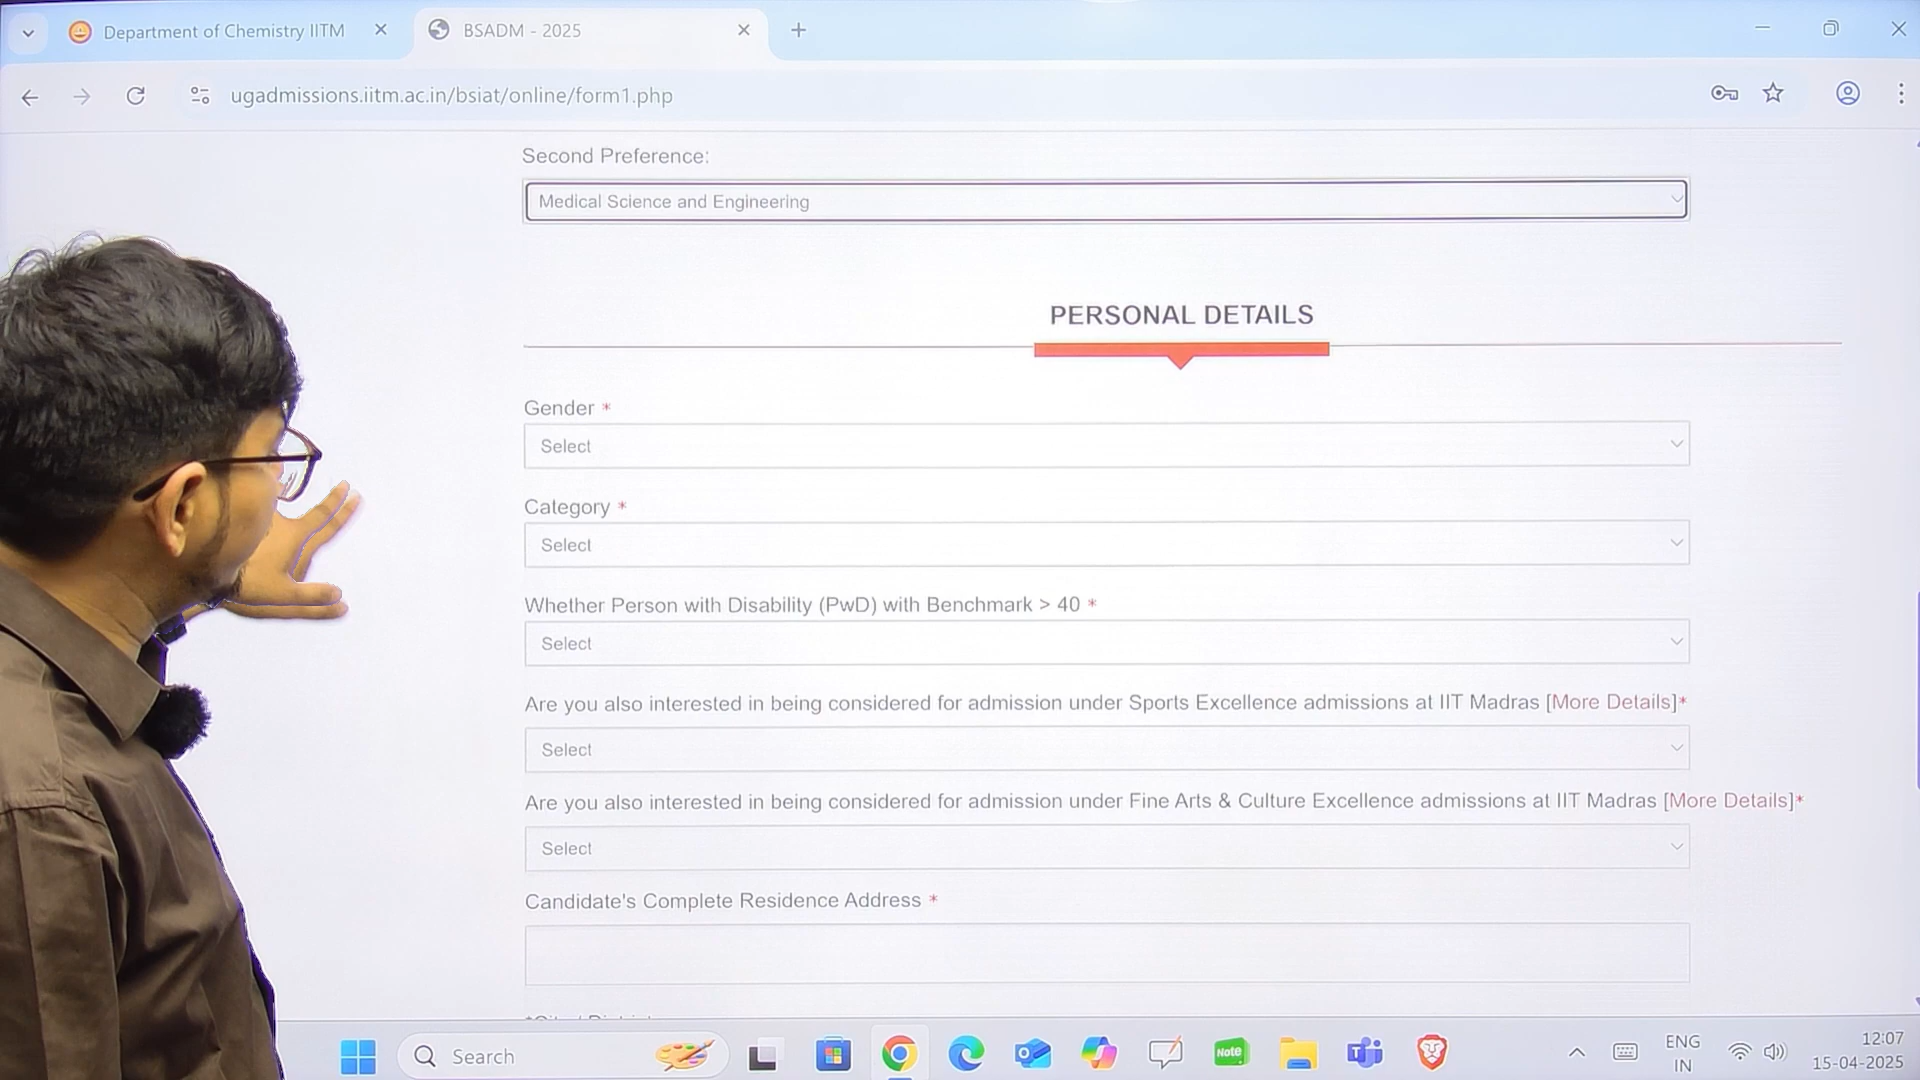 Department of Chemistry IITM
BSADM - 2025
ugadmissions.iitm.ac.in/bsiat/online/form1.php
Second Preference:
Medical Science and Engineering
PERSONAL DETAILS
Gender *
Select
Category *
Select
Whether Person with Disability (PwD) with Benchmark > 40 *
Select
Are you also interested in being considered for admission under Sports Excellence admissions at IIT Madras [More Details]*
Select
Are you also interested in being considered for admission under Fine Arts & Culture Excellence admissions at IIT Madras [More Details]*
Select
Candidate's Complete Residence Address *
Search
Note
ENG
IN
12:07
15-04-2025